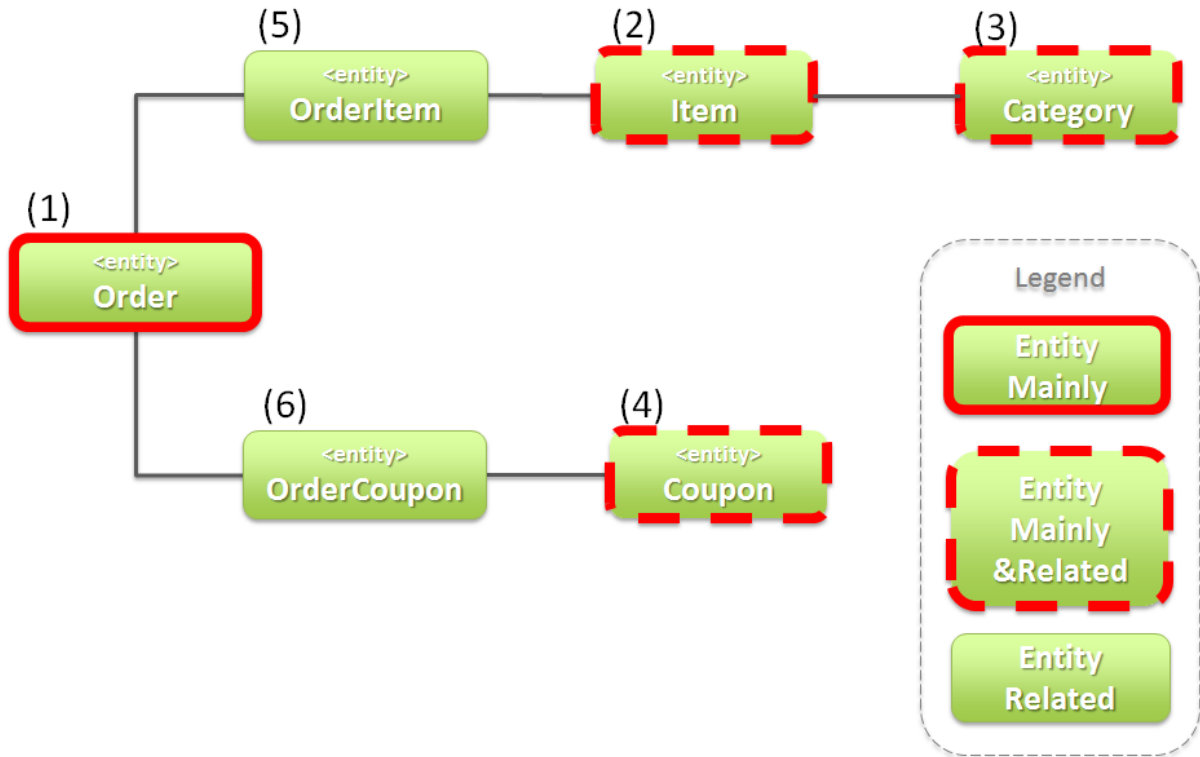 (5)
<entity>
OrderItem
(2)
<entity>
Item
(3)
<entity>
Category
(1)
<entity>
Order
(6)
<entity>
OrderCoupon
(4)
<entity>
Coupon
Legend
Entity
Mainly
Entity
Mainly
&Related
Entity
Related